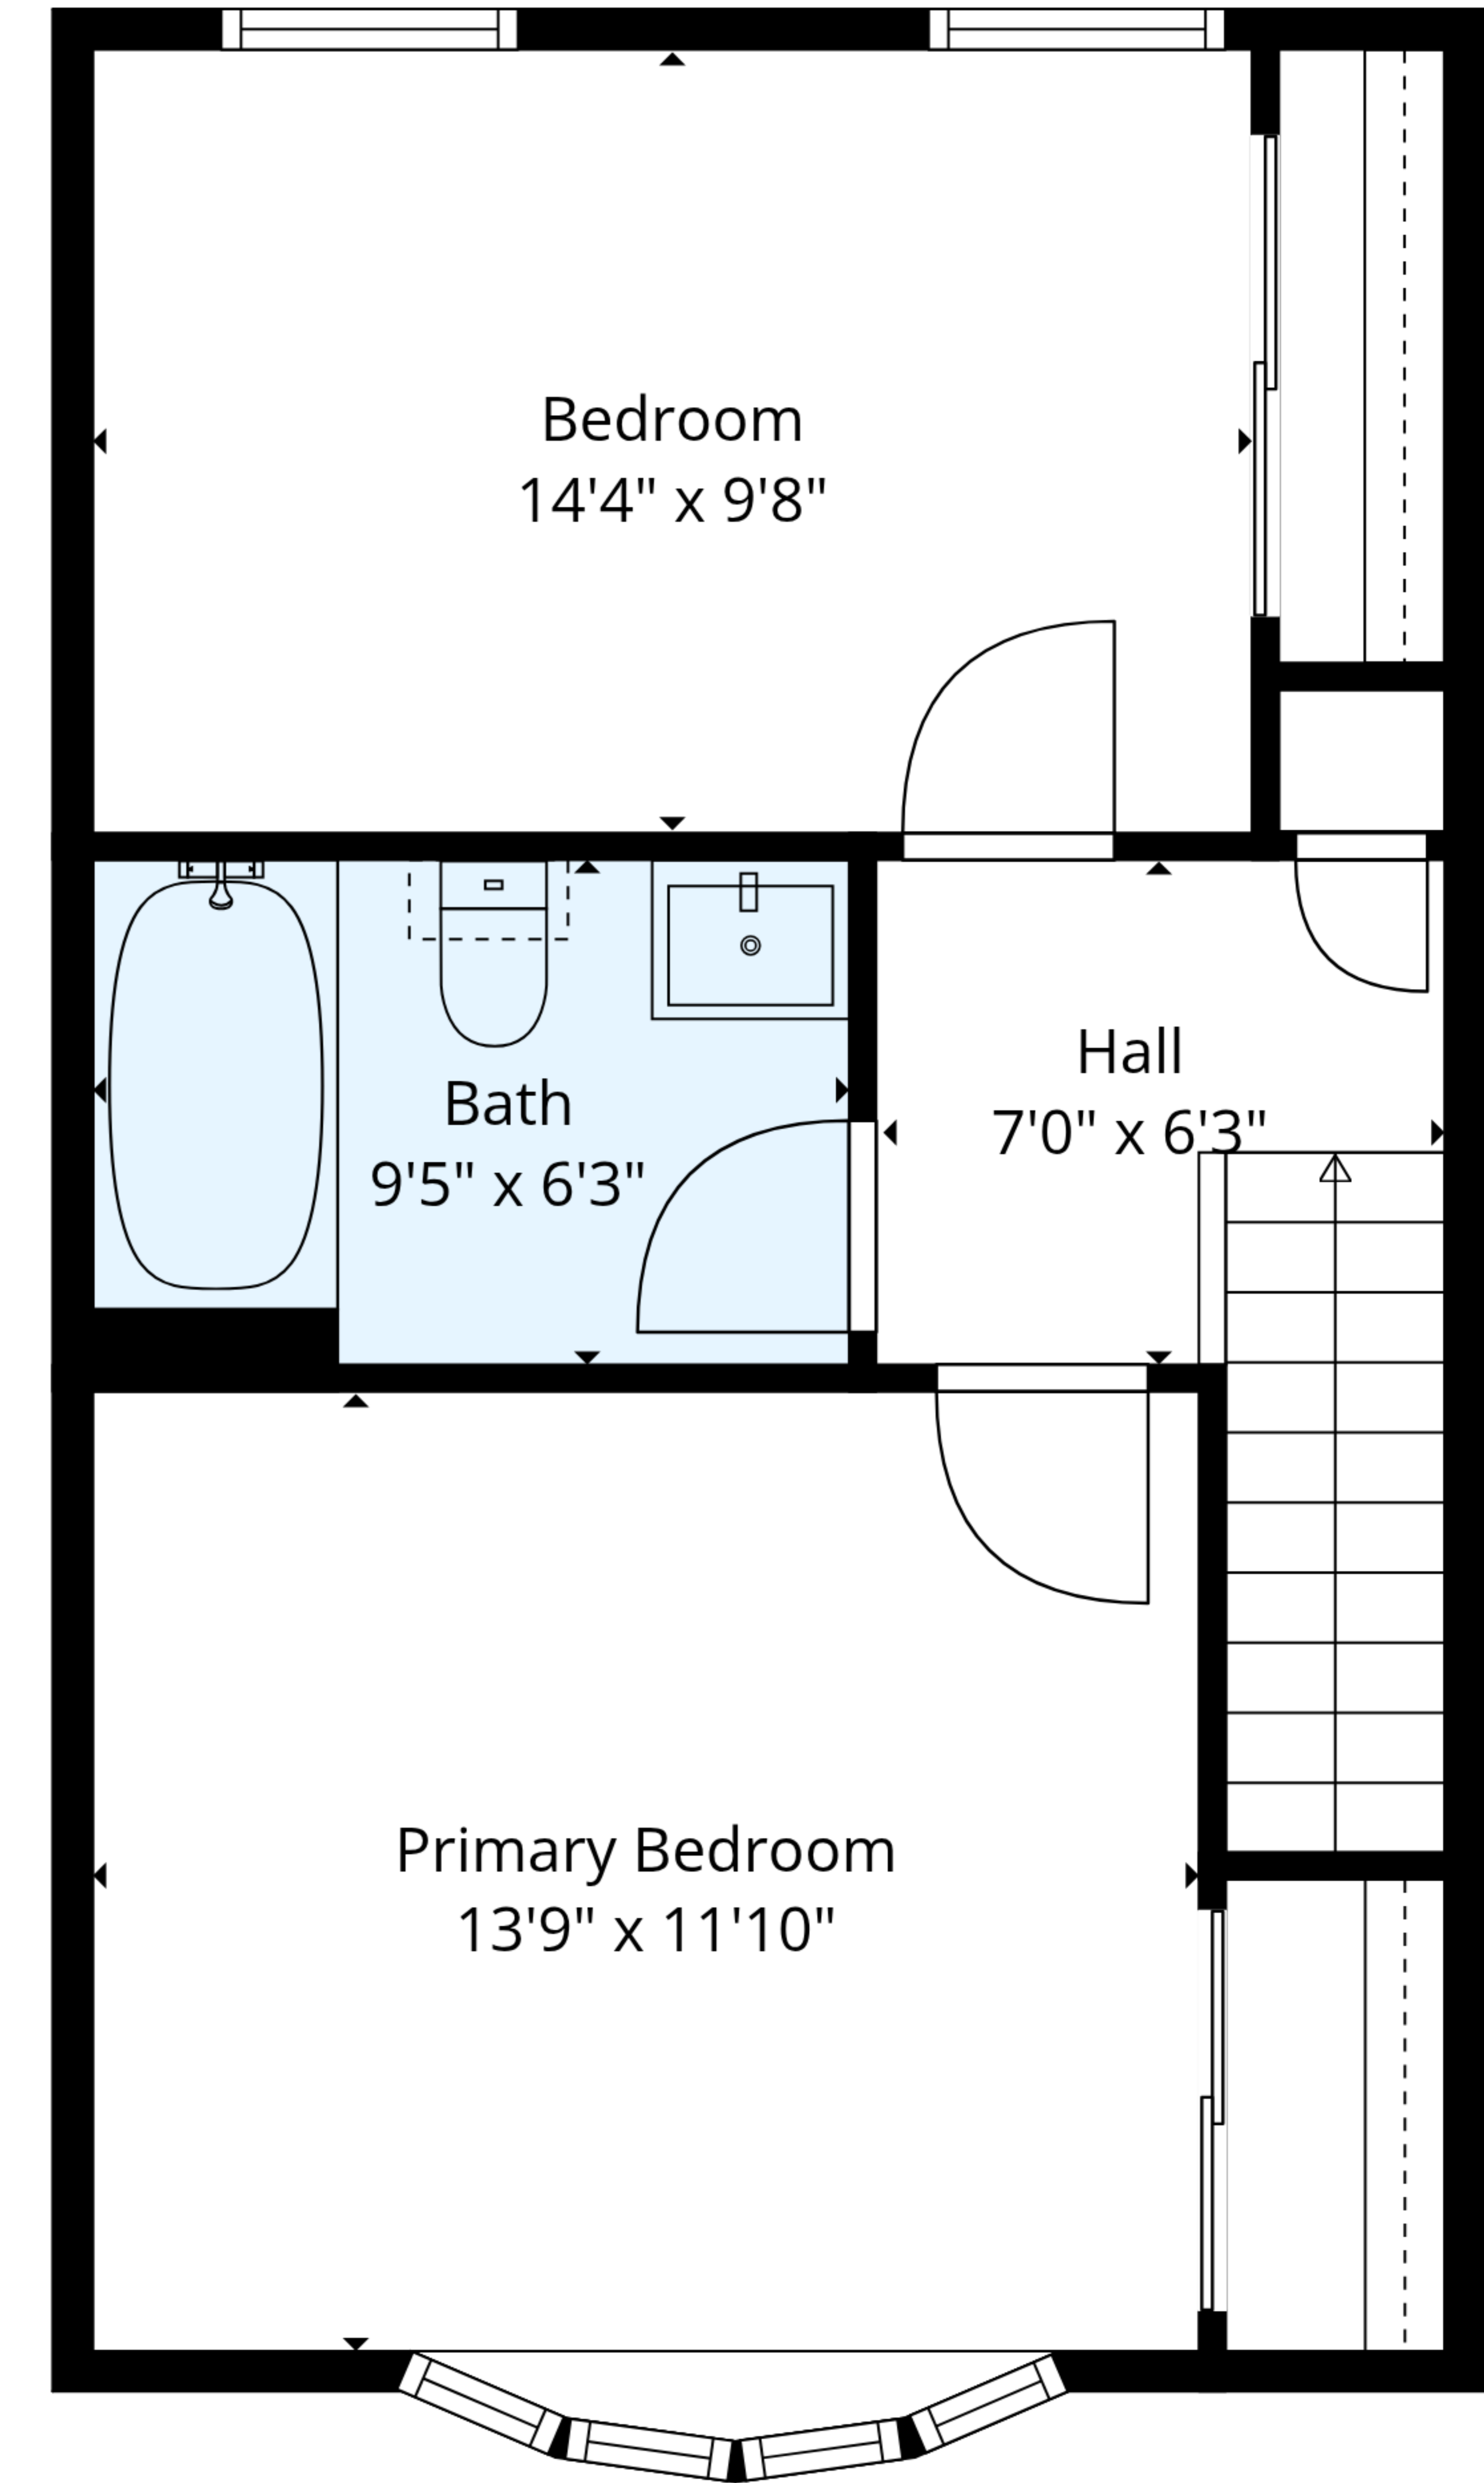 Bedroom
14'4" x 9'8"
Hall
7'0" x 6'3"
Bath
9'5" x 6'3"
Primary Bedroom
13'9" x 11'10"